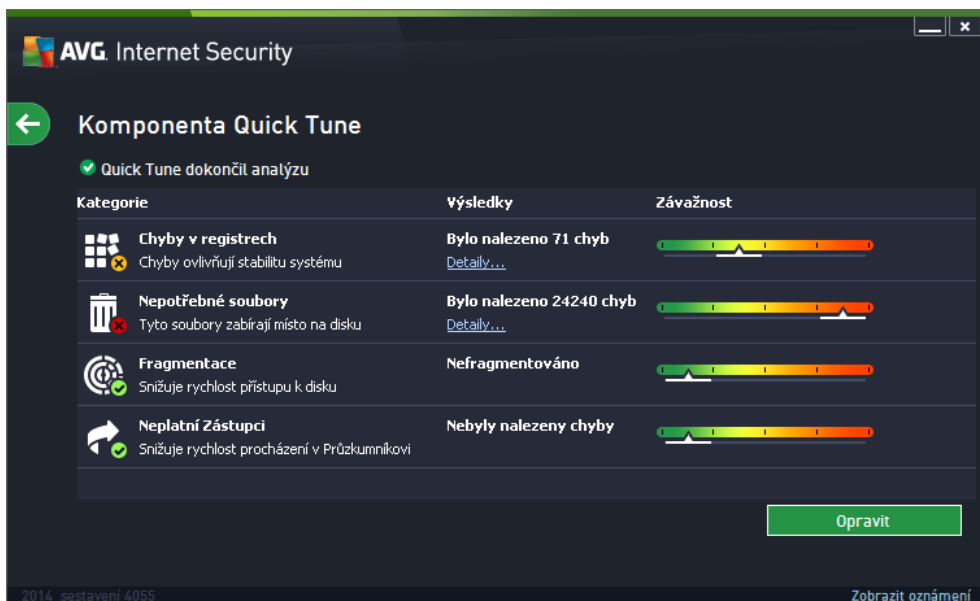 AVG. Internet Security
Komponenta Quick Tune
Quick Tune dokončil analýzu
Kategorie Výsledky Závažnost
Chyby v registrech Bylo nalezeno 71 chyb
Chyby ovlivňují stabilitu systému Detaily...
Nepotřebné soubory Bylo nalezeno 24240 chyb
Tyto soubory zabírají místo na disku Detaily...
Fragmentace Nefragmentováno
Snižuje rychlost přístupu k disku
Neplatní Zástupci Nebyly nalezeny chyby
Snižuje rychlost procházení v Průzkumníkovi
Opravit
2014 sestavení 4055 Zobrazit oznámení